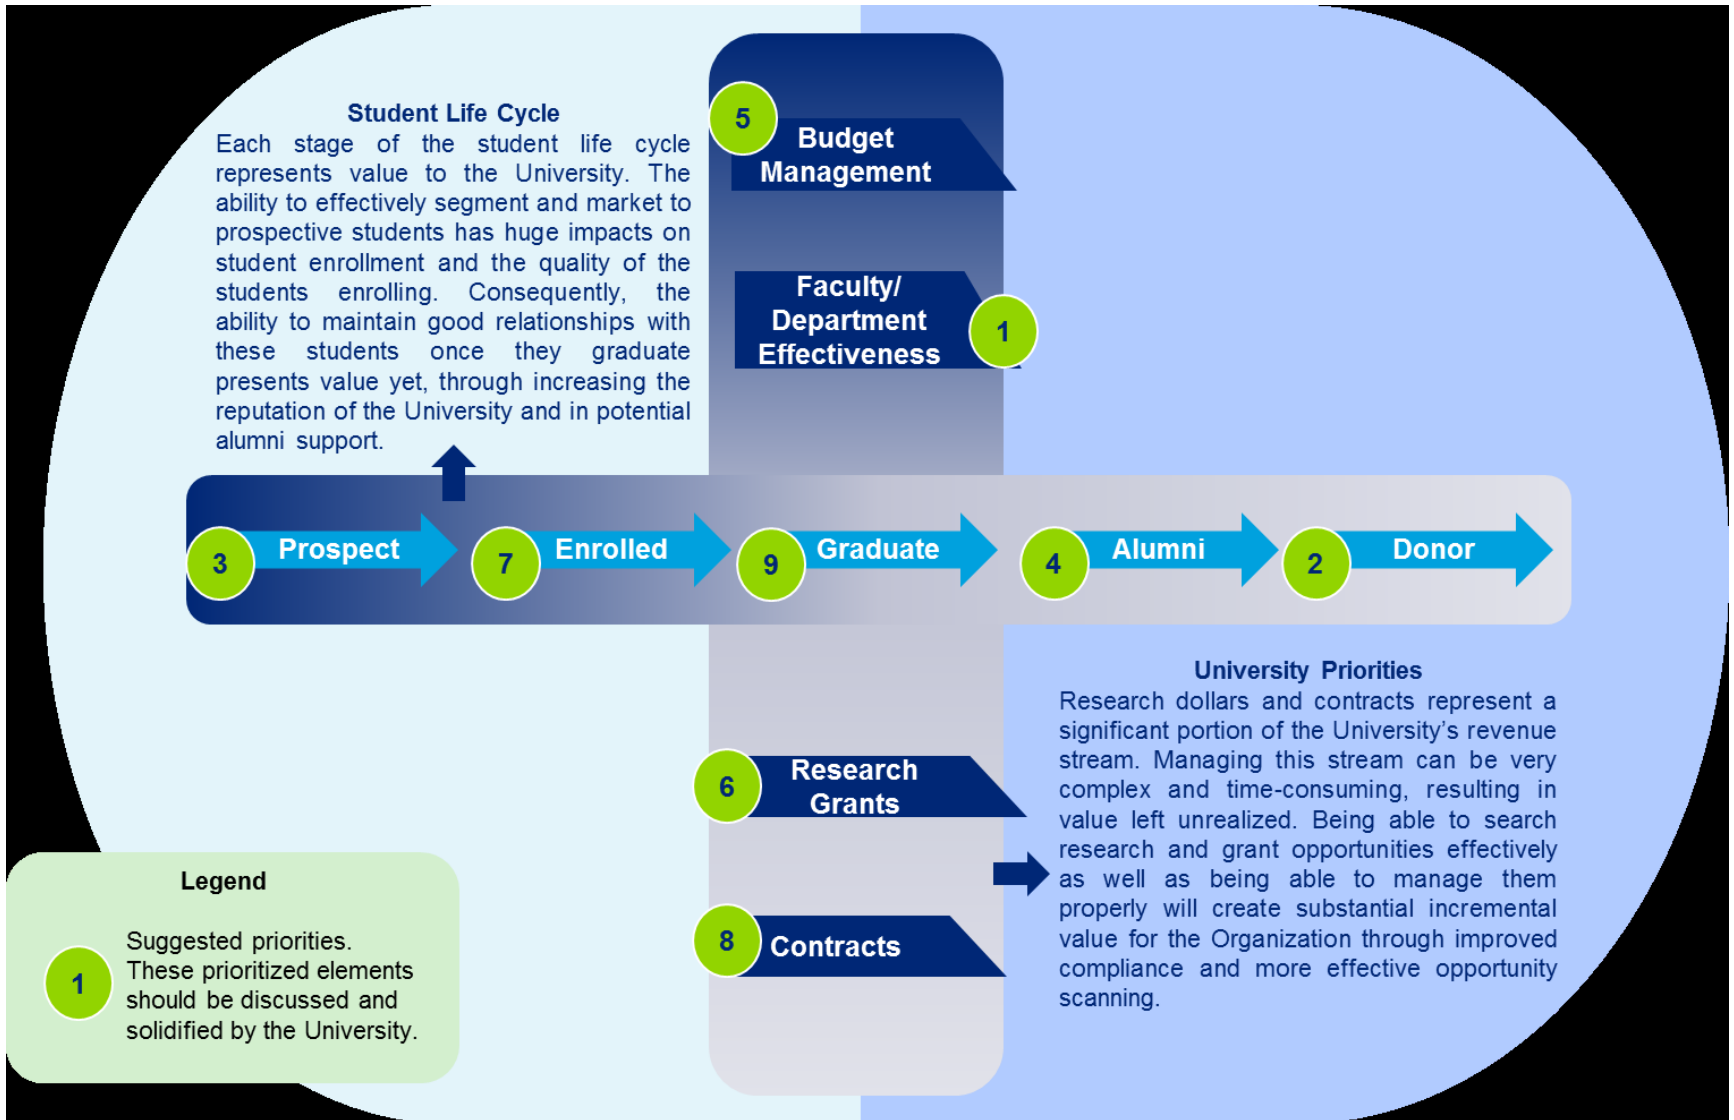 Student Life Cycle
Each stage of the student life cycle
represents value to the University. The
ability to effectively segment and market to
prospective students has huge impacts on
student enrollment and the quality of the
students enrolling. Consequently, the
ability to maintain good relationships with
these students once they graduate
presents value yet, through increasing the
reputation of the University and in potential
alumni support.
5
Budget
Management
Faculty/
Department
Effectiveness
1
3
Prospect
7
Enrolled
9
Graduate
4
Alumni
2
Donor
6
Research
Grants
8
Contracts
University Priorities
Research dollars and contracts represent a
significant portion of the University’s revenue
stream. Managing this stream can be very
complex and time-consuming, resulting in
value left unrealized. Being able to search
research and grant opportunities effectively
as well as being able to manage them
properly will create substantial incremental
value for the Organization through improved
compliance and more effective opportunity
scanning.
Legend
1
Suggested priorities.
These prioritized elements
should be discussed and
solidified by the University.